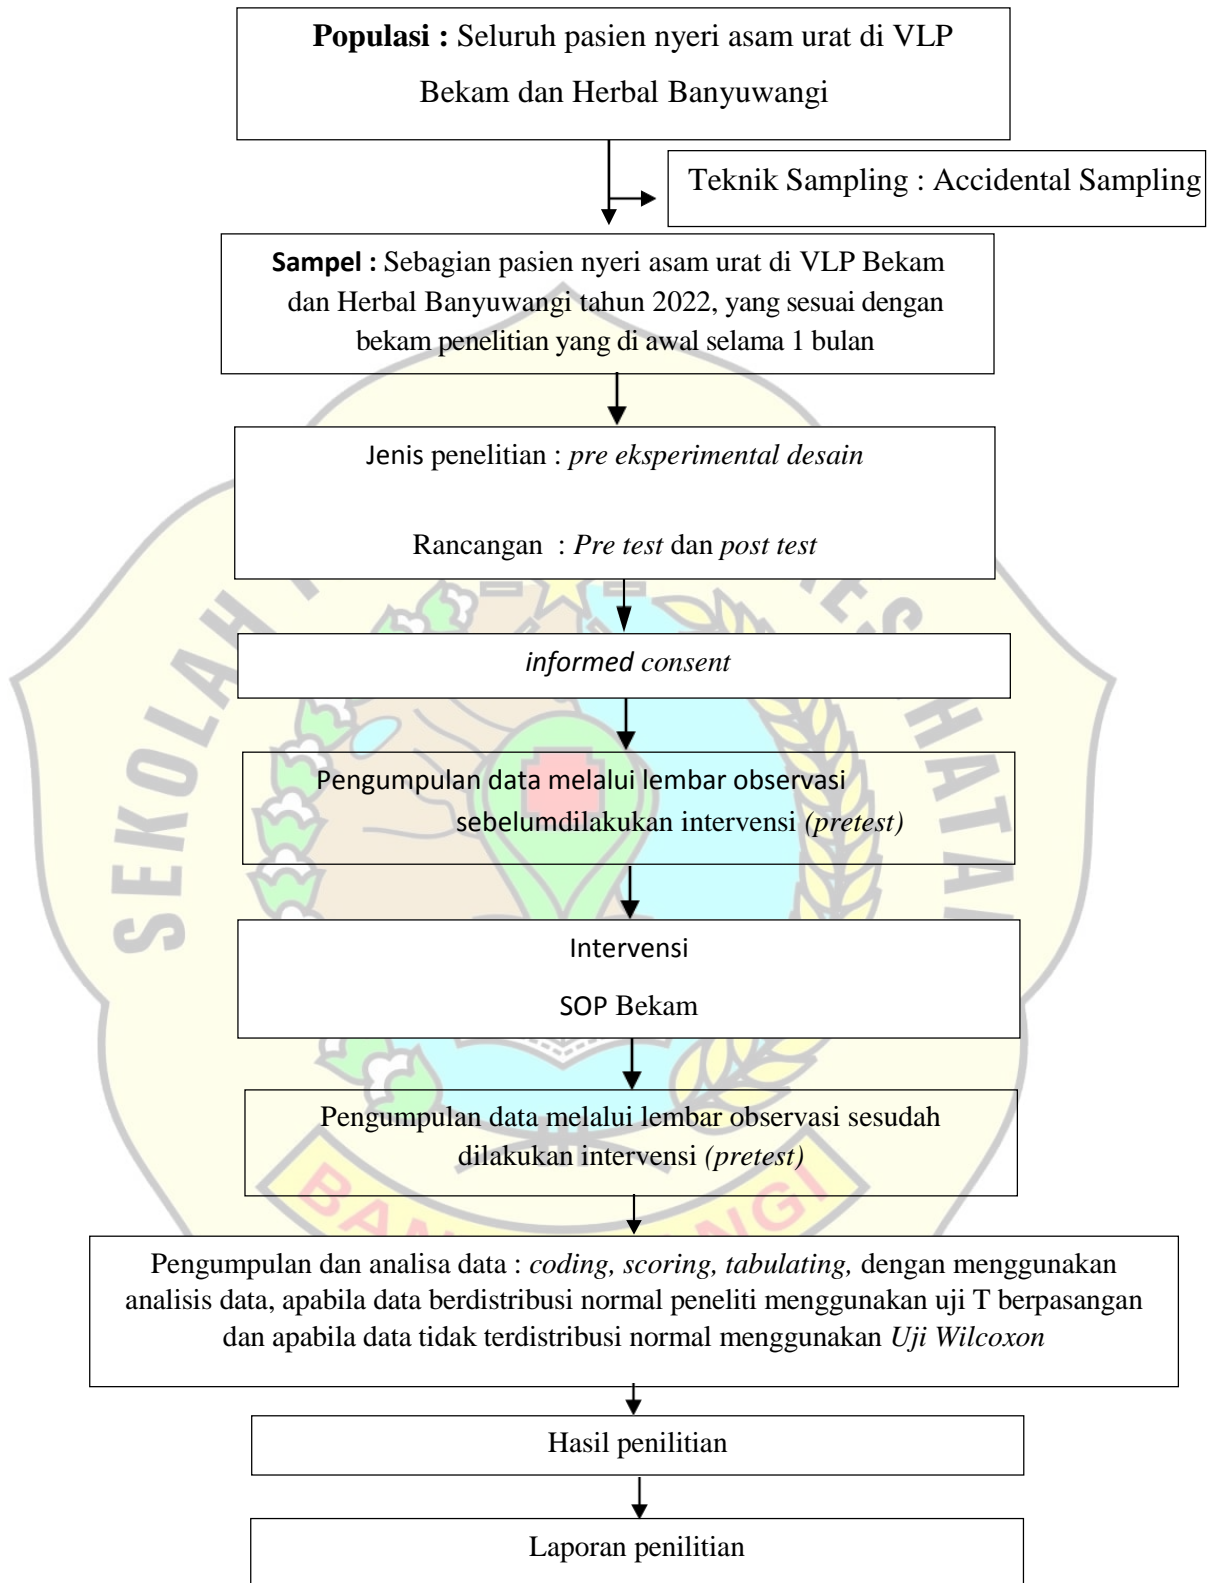 Populasi : Seluruh pasien nyeri asam urat di VLP
Bekam dan Herbal Banyuwangi
Teknik Sampling : Accidental Sampling
Sampel : Sebagian pasien nyeri asam urat di VLP Bekam
dan Herbal Banyuwangi tahun 2022, yang sesuai dengan
bekam penelitian yang di awal selama 1 bulan
Jenis penelitian : pre eksperimental desain
Rancangan : Pre test dan post test
informed consent
Pengumpulan data melalui lembar observasi
sebelumdilakukan intervensi (pretest)
Intervensi
SOP Bekam
Pengumpulan data melalui lembar observasi sesudah
dilakukan intervensi (pretest)
Pengumpulan dan analisa data : coding, scoring, tabulating, dengan menggunakan
analisis data, apabila data berdistribusi normal peneliti menggunakan uji T berpasangan
dan apabila data tidak terdistribusi normal menggunakan Uji Wilcoxon
Hasil penilitian
Laporan penilitian
SEKOLAH